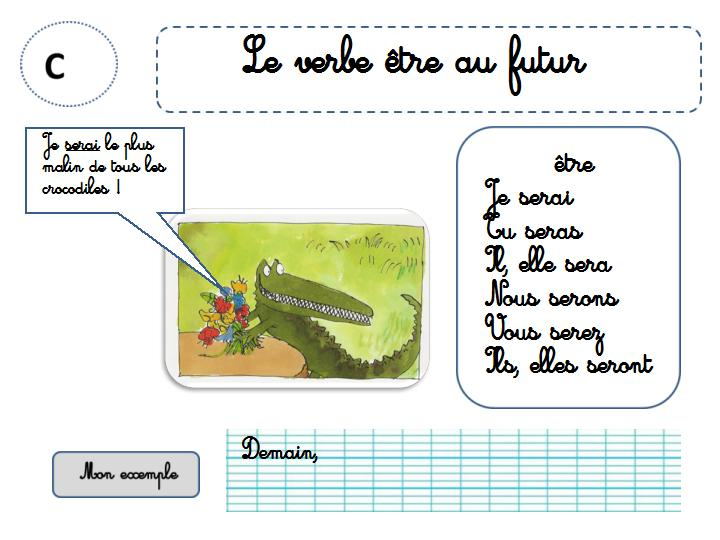 C
Le verbe être au futur
Je serai le plus
malin de tous les
crocodiles !
être
Je serai
Tu seras
Il, elle sera
Nous serons
Vous serez
Ils, elles seront
Mon exemple
Demain,